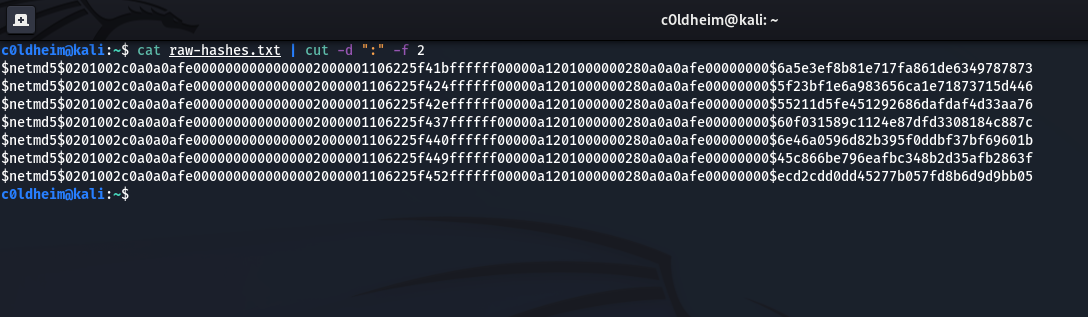 c0ldheim@kali: ~
c0ldheim@kali:~$ cat raw-hashes.txt | cut -d ":" -f 2
$netmd5$0201002c0a0a0afe00000000000000002000001106225f41bffffff00000a1201000000280a0a0afe00000000$6a5e3ef8b81e717fa861de6349787873
$netmd5$0201002c0a0a0afe00000000000000002000001106225f424ffffff00000a1201000000280a0a0afe00000000$5f23bf1e6a983656ca1e71873715d446
$netmd5$0201002c0a0a0afe00000000000000002000001106225f42effffff00000a1201000000280a0a0afe00000000$55211d5fe451292686dafdaf4d33aa76
$netmd5$0201002c0a0a0afe00000000000000002000001106225f437ffffff00000a1201000000280a0a0afe00000000$60f031589c1124e87dfd3308184c887c
$netmd5$0201002c0a0a0afe00000000000000002000001106225f440ffffff00000a1201000000280a0a0afe00000000$6e46a0596d82b395f0ddbf37bf69601b
$netmd5$0201002c0a0a0afe00000000000000002000001106225f449ffffff00000a1201000000280a0a0afe00000000$45c866be796eafbc348b2d35afb2863f
$netmd5$0201002c0a0a0afe00000000000000002000001106225f452ffffff00000a1201000000280a0a0afe00000000$ecd2cdd0dd45277b057fd8b6d9d9bb05
c0ldheim@kali:~$